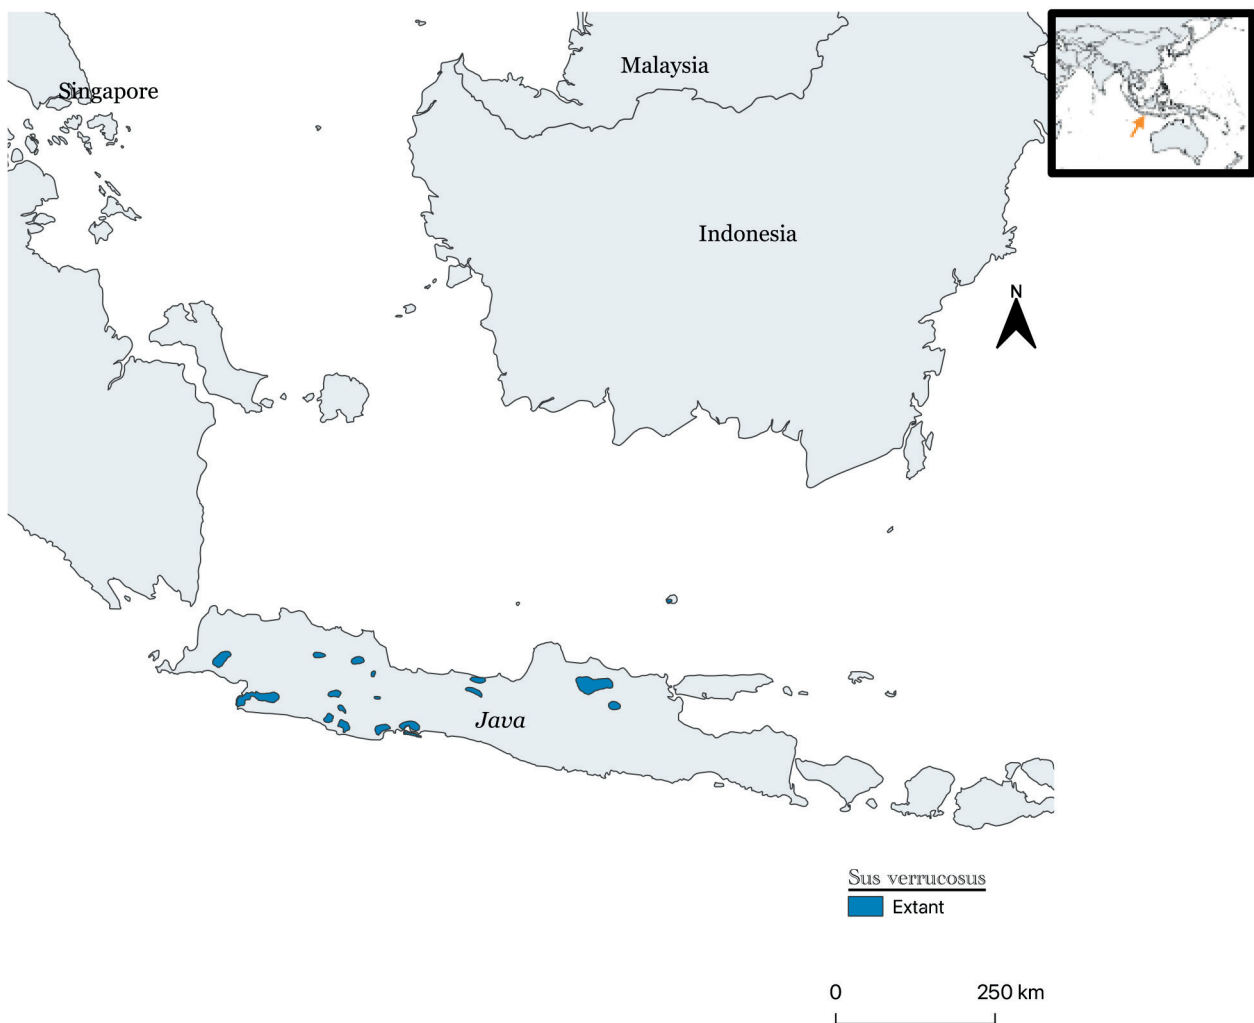 Malaysia
Singapore
Indonesia
N
Java
Sus verrucosus
Extant
0 250 km